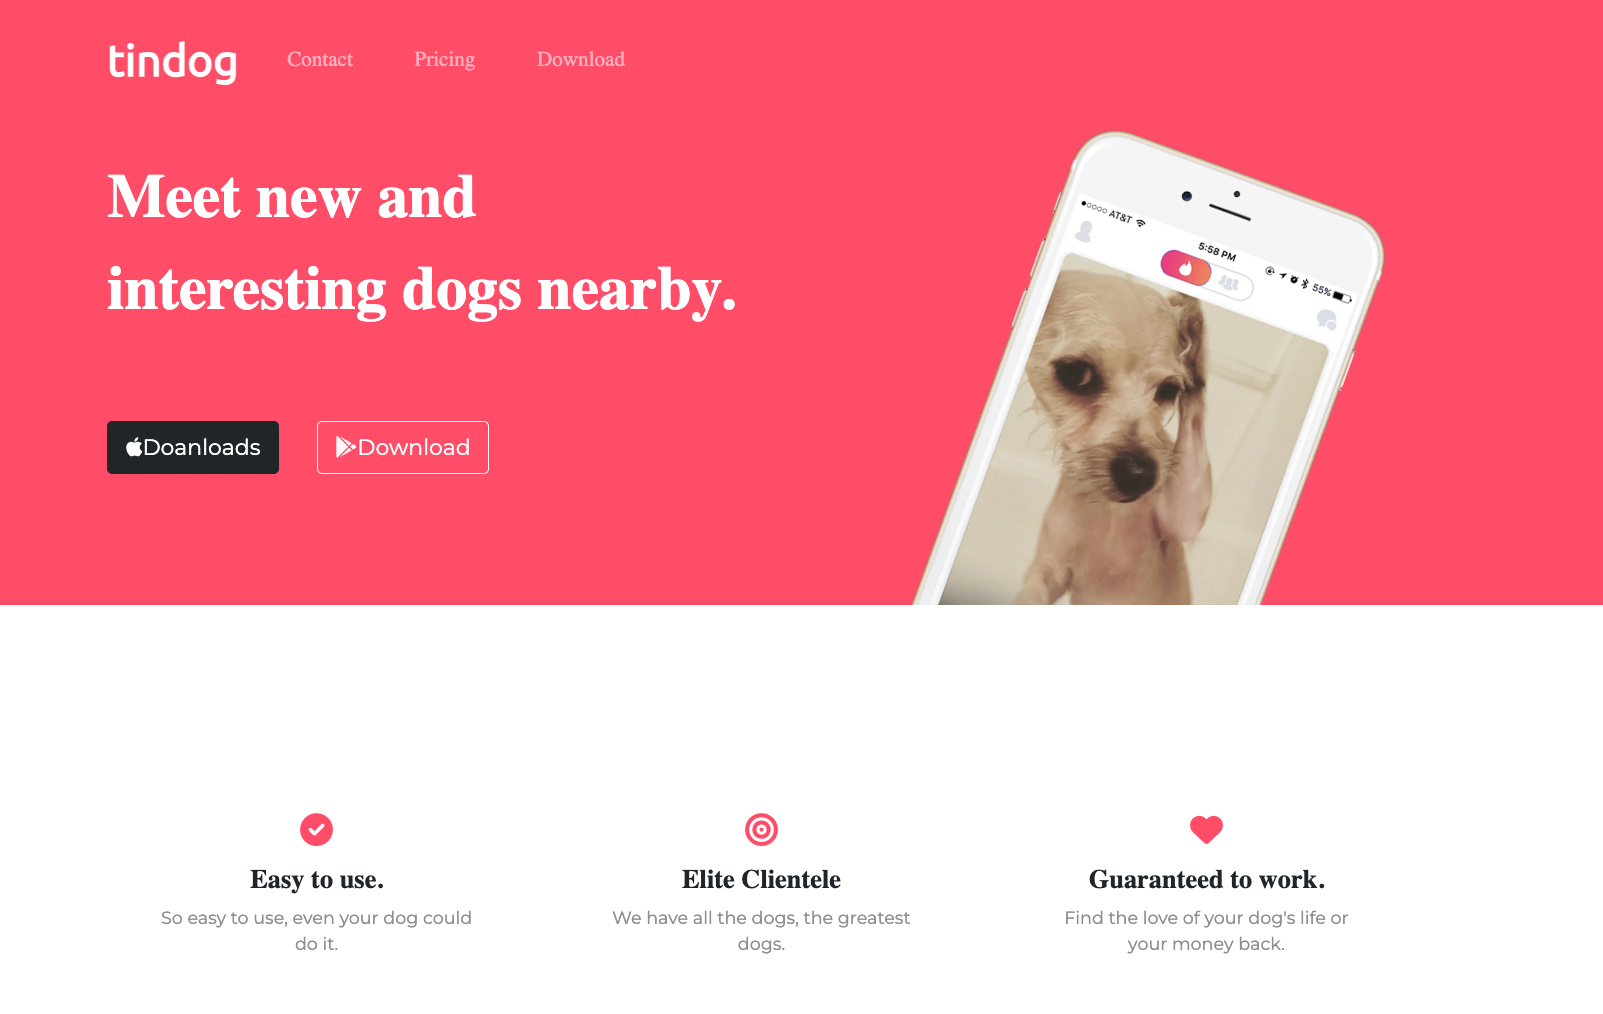 tindog
Contact
Pricing
Download
Meet new and
interesting dogs nearby.
Doanloads
Download
AT&T
5:58 PM
55%
Easy to use.
So easy to use, even your dog could
do it.
Elite Clientele
We have all the dogs, the greatest
dogs.
Guaranteed to work.
Find the love of your dog's life or
your money back.